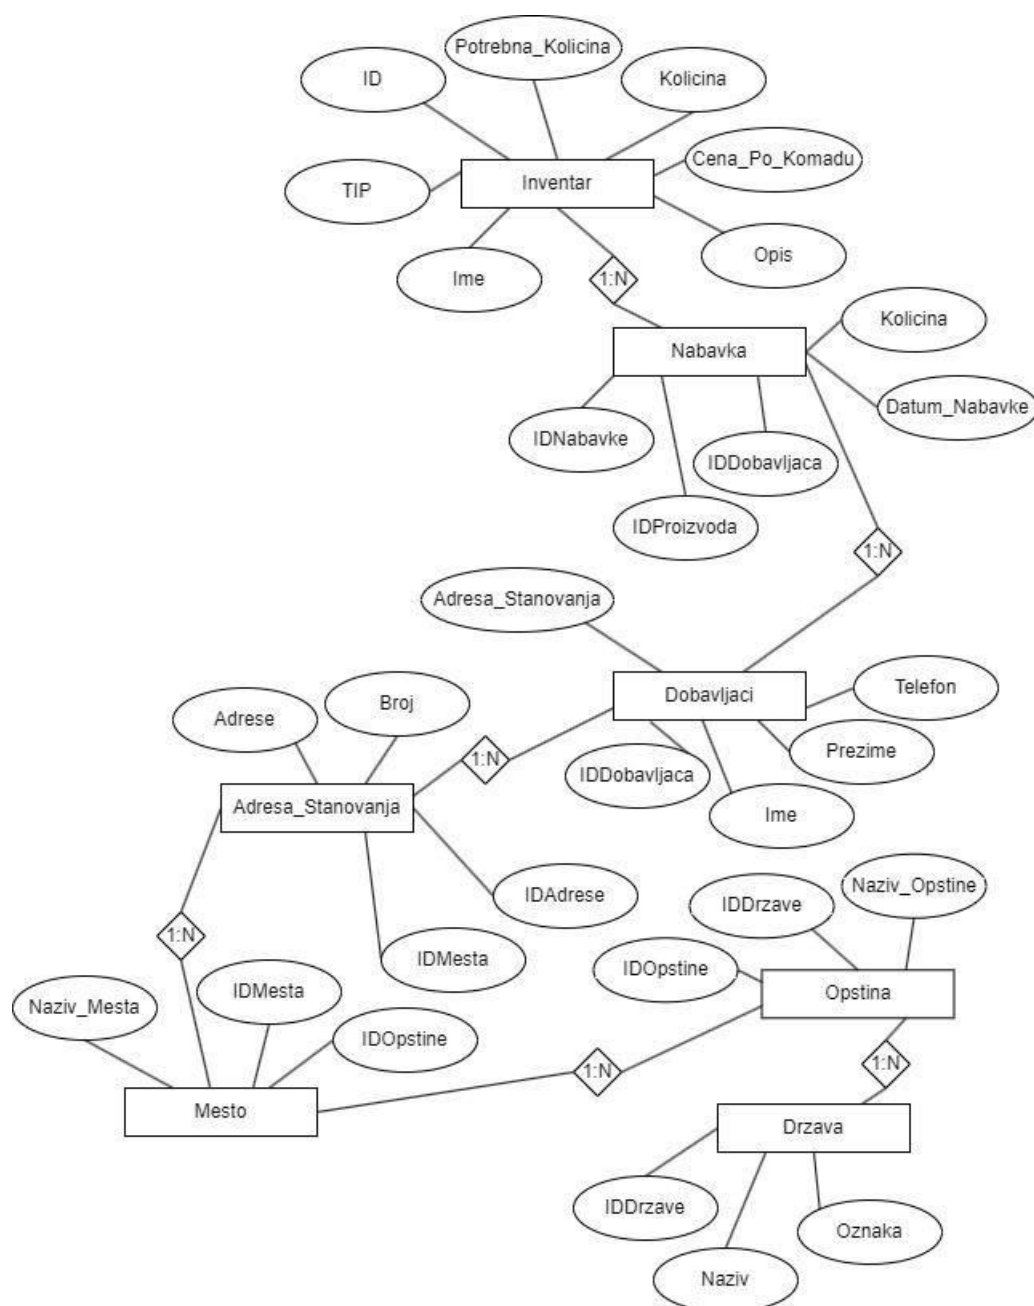 Potrebna_Kolicina
ID
Kolicina
Cena_Po_Komadu
Inventar
TIP
Opis
Ime
1:N
Kolicina
Nabavka
Datum_Nabavke
IDNabavke
IDDobavljaca
IDProizvoda
1:N
Adresa_Stanovanja
Dobavljaci
Telefon
Broj
Adrese
Prezime
1:N
IDDobavljaca
Adresa_Stanovanja
Ime
Naziv_Opstine
IDAdrese
IDDrzave
1:N
IDMesta
IDOpstine
IDMesta
Opstina
Naziv_Mesta
IDOpstine
1:N
1:N
Mesto
Drzava
IDDrzave
Oznaka
Naziv